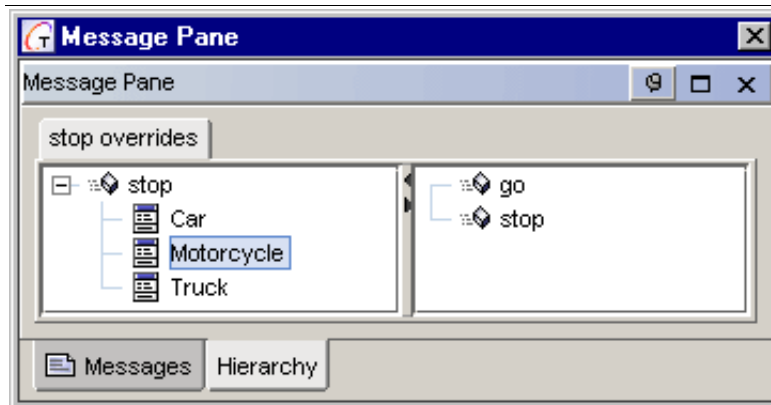 Message Pane
Message Pane
stop overrides
stop
Car
Motorcycle
Truck
go
stop
Messages
Hierarchy